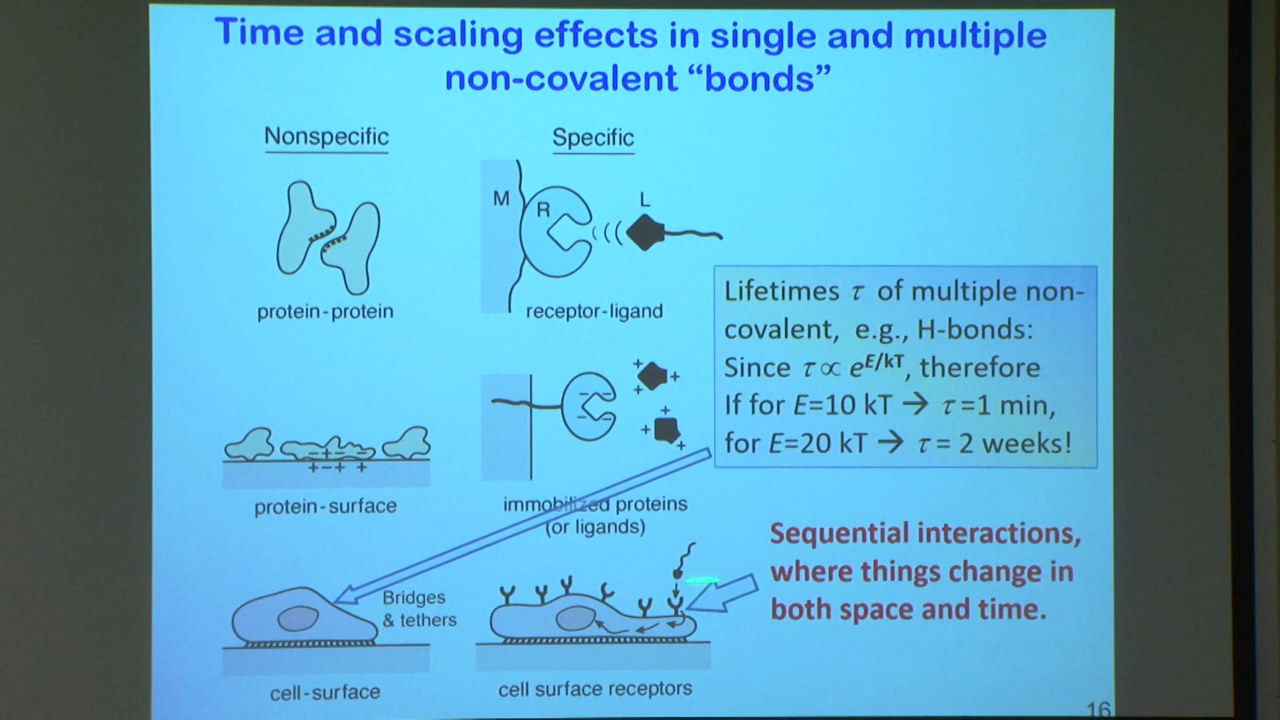 Time and scaling effects in single and multiple
non-covalent “bonds”
Nonspecific
Specific
M
R
L
protein-protein
receptor-ligand
Lifetimes τ of multiple non-
covalent, e.g., H-bonds:
Since τ ∝ e^E/kT, therefore
If for E=10 kT → τ=1 min,
for E=20 kT → τ = 2 weeks!
+
+
+
+
+
+
- + -
+ - + +
protein-surface
immobilized proteins
(or ligands)
Sequential interactions,
where things change in
both space and time.
Bridges
& tethers
cell-surface
cell surface receptors
16